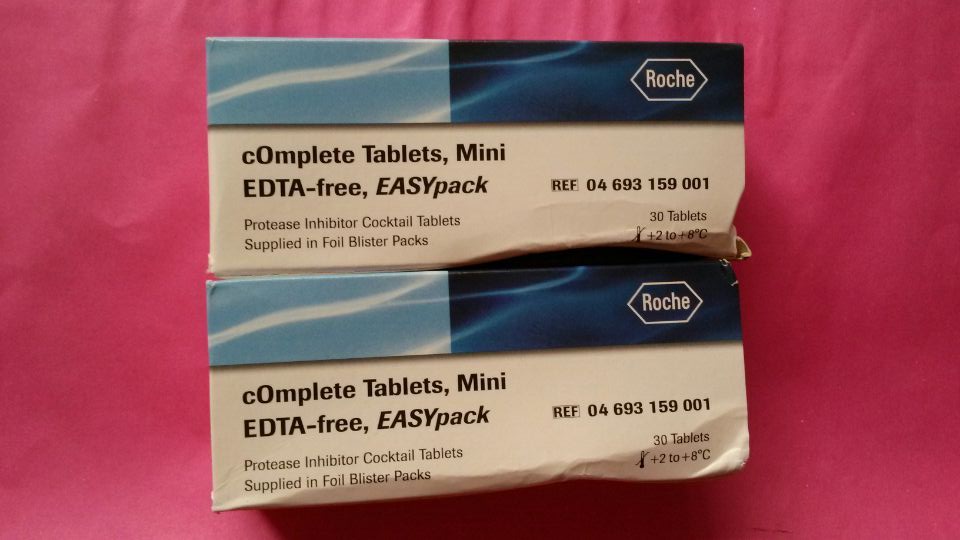 Roche
cOmplete Tablets, Mini
EDTA-free, EASYpack
REF 04 693 159 001
Protease Inhibitor Cocktail Tablets
30 Tablets
Supplied in Foil Blister Packs
+2 to +8°C
Roche
cOmplete Tablets, Mini
EDTA-free, EASYpack
REF 04 693 159 001
Protease Inhibitor Cocktail Tablets
30 Tablets
Supplied in Foil Blister Packs
+2 to +8°C